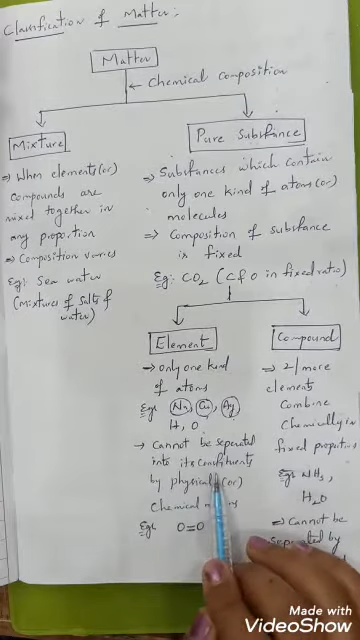 Classification of Matter:
Matter
Chemical composition
Mixture
⇒ When elements (or)
compounds are
mixed together in
any proportion
⇒ Composition varies
Eg: Sea water
(Mixtures of Salts &
water)
Pure Substance
⇒ Substances which contain
only one kind of atoms (or)
molecules
⇒ Composition of substance
is fixed
Eg: CO2 (C & O in fixed ratio)
Element
→ only one kind
of atoms
Eg: Na, Cu, Ag
H, O
→ Cannot be separated
into its constituents
by physical (or)
Chemical
Eg: O=O
Compound
⇒ 2/more
elements
Combine
Chemically in
fixed
Eg: NH3,
H2O
⇒ Cannot be
separated by
Made with
VideoShow